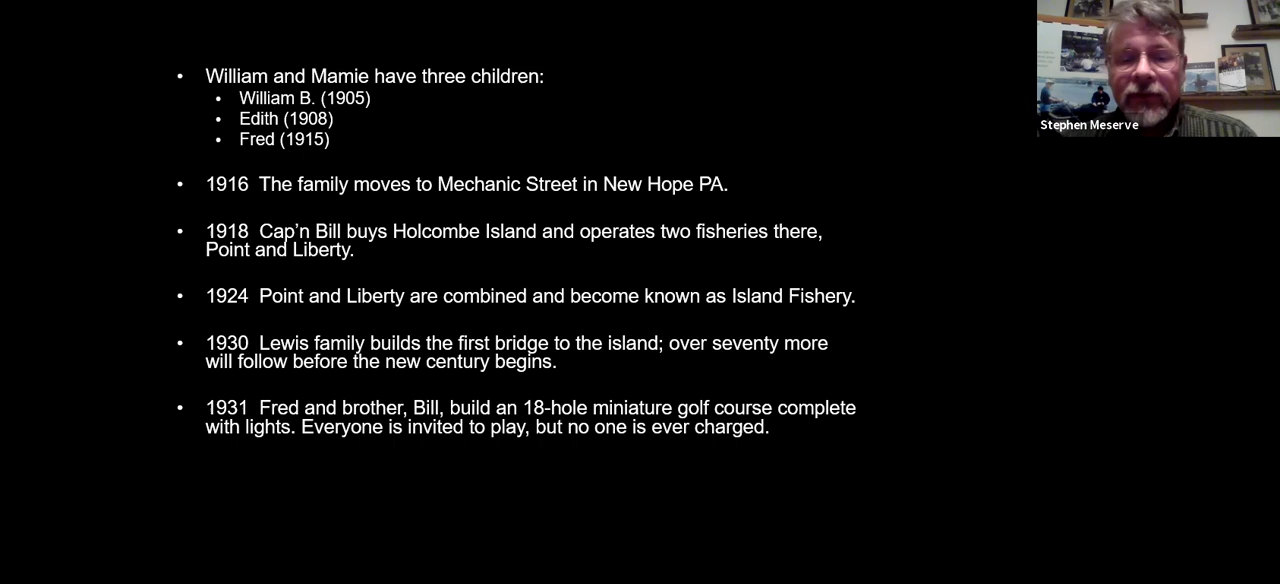 • William and Mamie have three children:
• William B. (1905)
• Edith (1908)
• Fred (1915)
• 1916 The family moves to Mechanic Street in New Hope PA.
• 1918 Cap’n Bill buys Holcombe Island and operates two fisheries there,
Point and Liberty.
• 1924 Point and Liberty are combined and become known as Island Fishery.
• 1930 Lewis family builds the first bridge to the island; over seventy more
will follow before the new century begins.
• 1931 Fred and brother, Bill, build an 18-hole miniature golf course complete
with lights. Everyone is invited to play, but no one is ever charged.
Stephen Meserve